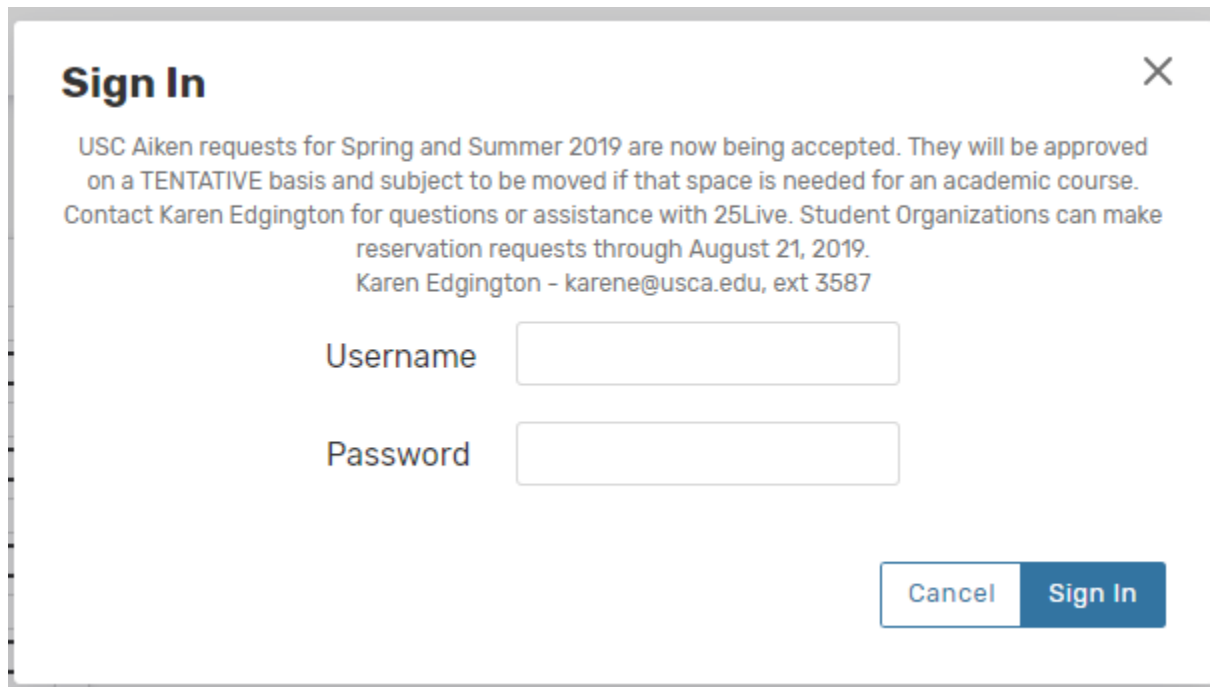 Sign In
USC Aiken requests for Spring and Summer 2019 are now being accepted. They will be approved
on a TENTATIVE basis and subject to be moved if that space is needed for an academic course.
Contact Karen Edgington for questions or assistance with 25Live. Student Organizations can make
reservation requests through August 21, 2019.
Karen Edgington - karene@usca.edu, ext 3587
Username
Password
Cancel Sign In